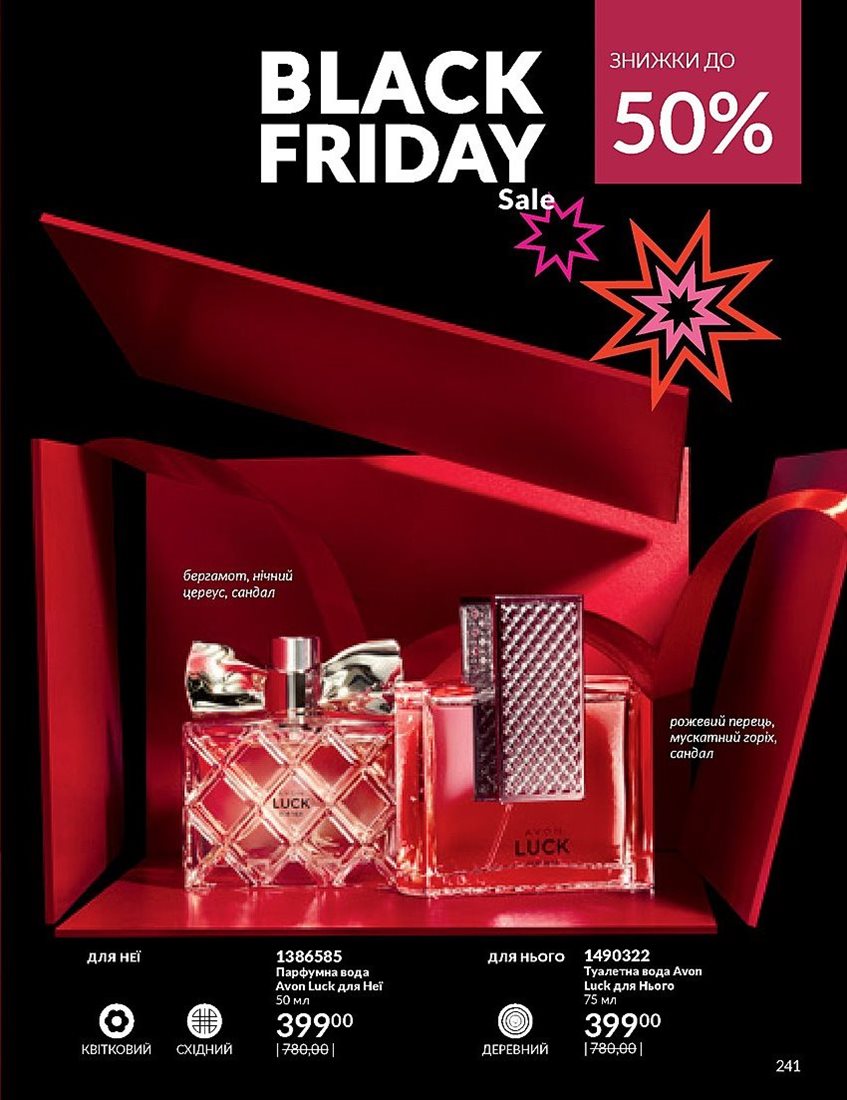 BLACK
FRIDAY
Sale
ЗНИЖКИ ДО
50%
бергамот, нічний
цереус, сандал
рожевий перець,
мускатний горіх,
сандал
LUCK
AVON
LUCK
ДЛЯ НЕЇ
КВІТКОВИЙ
СХІДНИЙ
1386585
Парфумна вода
Avon Luck для Неї
50 мл
39900
|780,00|
ДЛЯ НЬОГО
ДЕРЕВНИЙ
1490322
Туалетна вода Avon
Luck для Нього
75 мл
39900
|780,00|
241